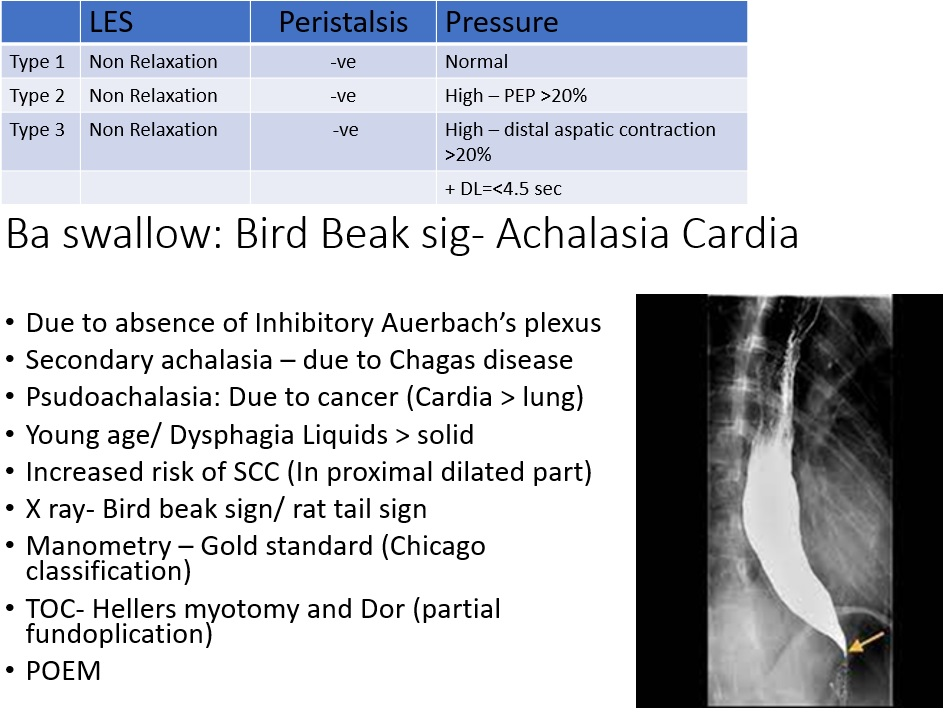 LES Peristalsis Pressure
Type 1 Non Relaxation -ve Normal
Type 2 Non Relaxation -ve High – PEP >20%
Type 3 Non Relaxation -ve High – distal aspatic contraction
>20%
+ DL=<4.5 sec
Ba swallow: Bird Beak sig- Achalasia Cardia
• Due to absence of Inhibitory Auerbach’s plexus
• Secondary achalasia – due to Chagas disease
• Psudoachalasia: Due to cancer (Cardia > lung)
• Young age/ Dysphagia Liquids > solid
• Increased risk of SCC (In proximal dilated part)
• X ray- Bird beak sign/ rat tail sign
• Manometry – Gold standard (Chicago
classification)
• TOC- Hellers myotomy and Dor (partial
fundoplication)
• POEM